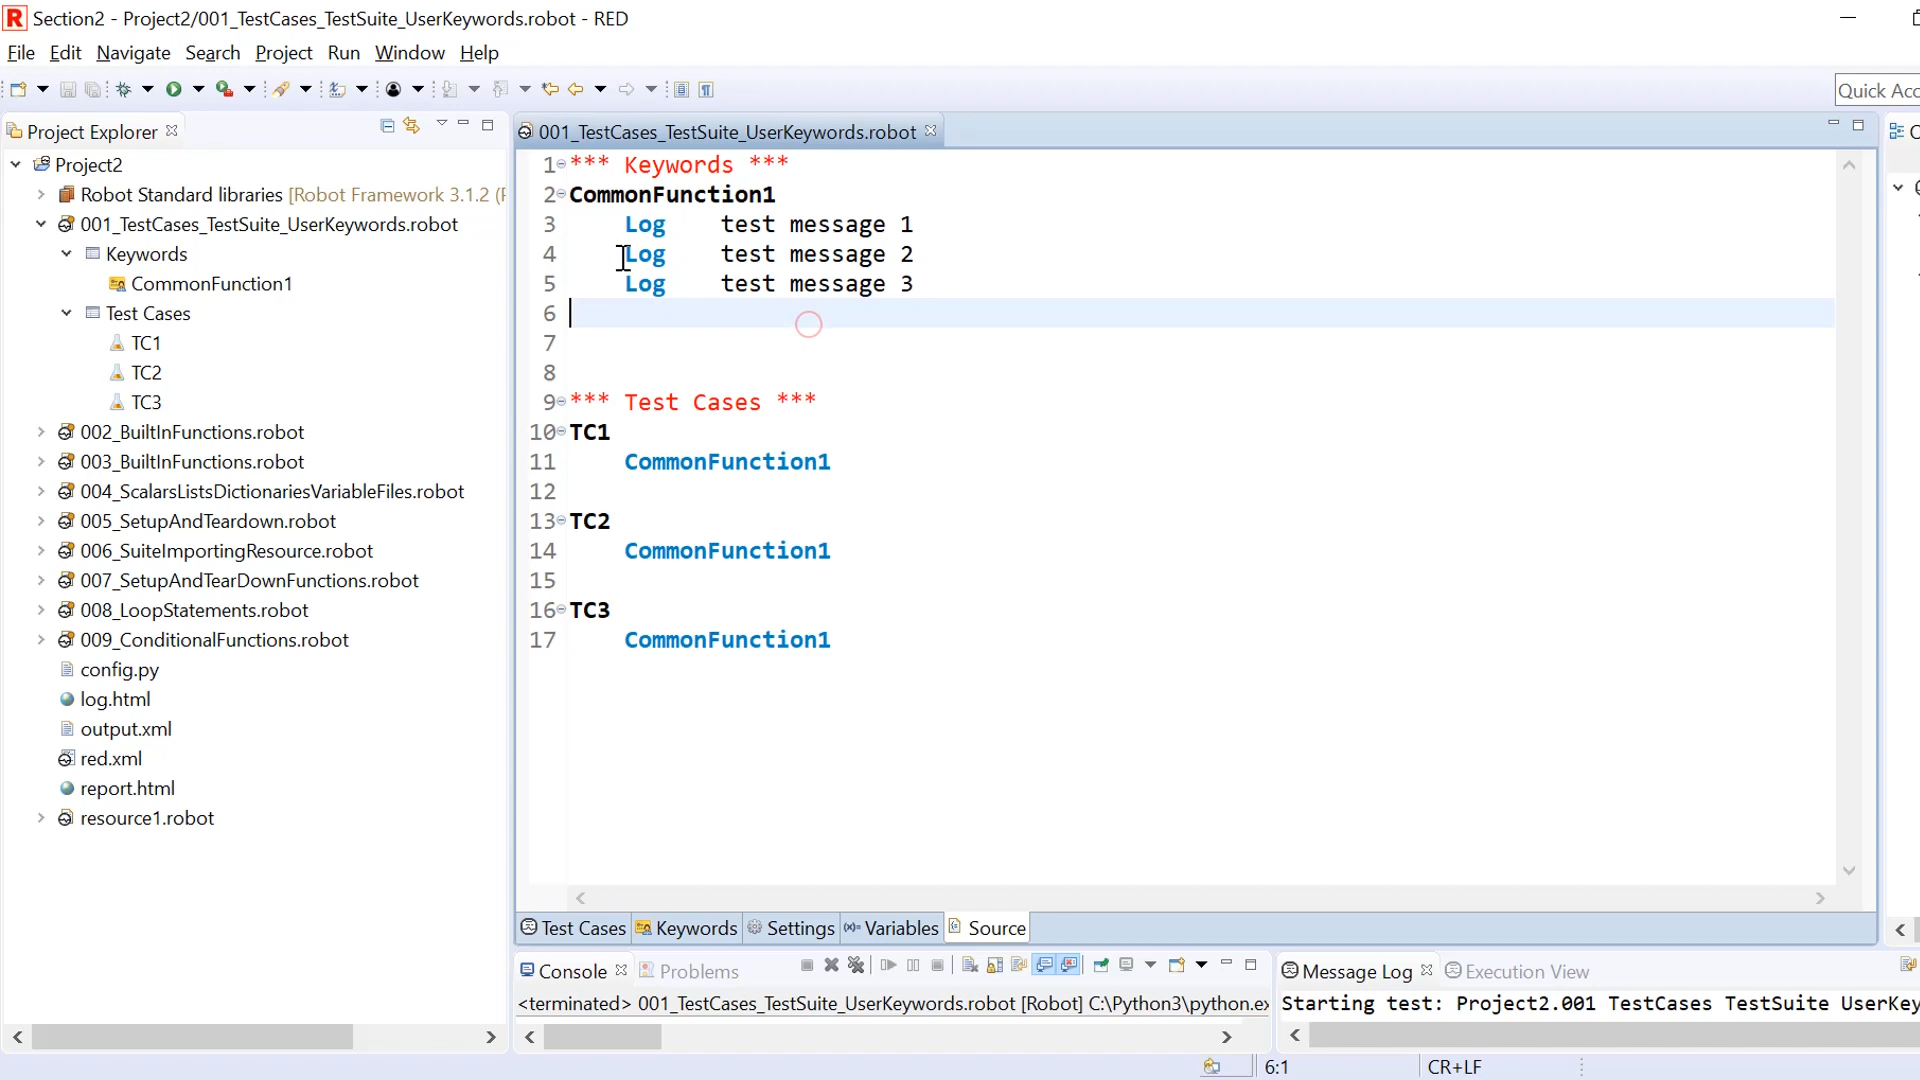 Section2 - Project2/001_TestCases_TestSuite_UserKeywords.robot - RED
File Edit Navigate Search Project Run Window Help
Quick Acc
Project Explorer
Project2
Robot Standard libraries [Robot Framework 3.1.2 (
001_TestCases_TestSuite_UserKeywords.robot
Keywords
CommonFunction1
Test Cases
TC1
TC2
TC3
002_BuiltInFunctions.robot
003_BuiltInFunctions.robot
004_ScalarsListsDictionariesVariableFiles.robot
005_SetupAndTeardown.robot
006_SuiteImportingResource.robot
007_SetupAndTearDownFunctions.robot
008_LoopStatements.robot
009_ConditionalFunctions.robot
config.py
log.html
output.xml
red.xml
report.html
resource1.robot
001_TestCases_TestSuite_UserKeywords.robot
1 *** Keywords ***
2 CommonFunction1
3 Log test message 1
4 Log test message 2
5 Log test message 3
6
7
8
9 *** Test Cases ***
10 TC1
11 CommonFunction1
12
13 TC2
14 CommonFunction1
15
16 TC3
17 CommonFunction1
Test Cases Keywords Settings Variables Source
Console Problems
<terminated> 001_TestCases_TestSuite_UserKeywords.robot [Robot] C:\Python3\python.ex
Message Log Execution View
Starting test: Project2.001 TestCases TestSuite UserKey
6:1 CR+LF